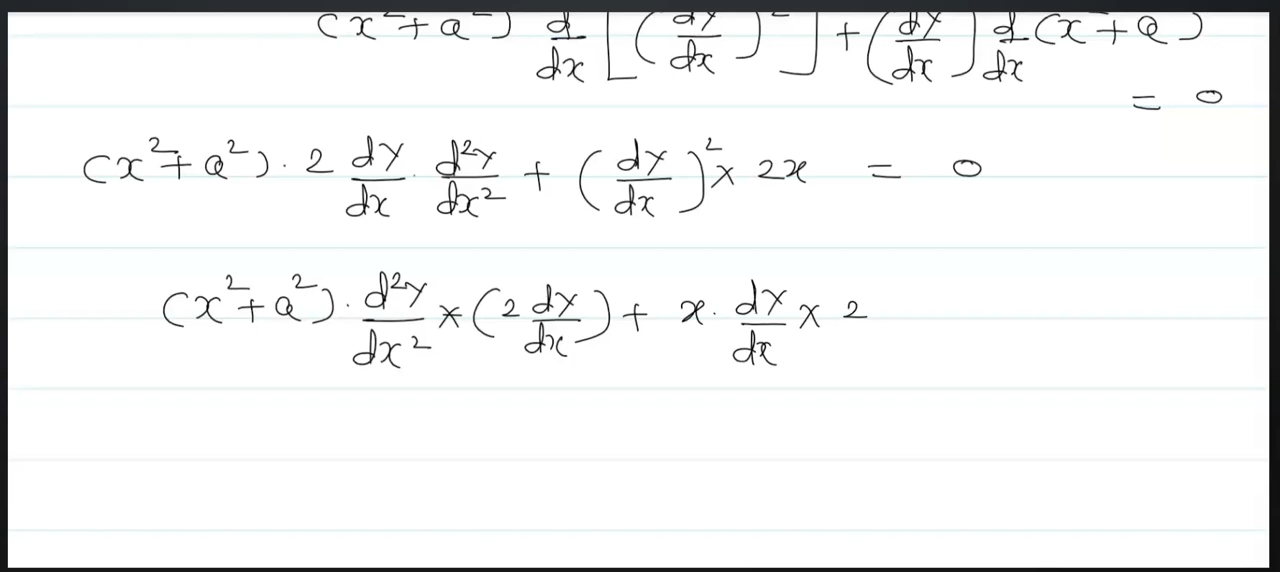 (x²+a²) d/dx [(dy/dx)²] + (dy/dx) d/dx (x+a)
= 0
(x²+a²). 2 dy/dx . d²y/dx² + (dy/dx)² × 2x = 0
(x²+a²). d²y/dx² × (2 dy/dx) + x. dy/dx × 2